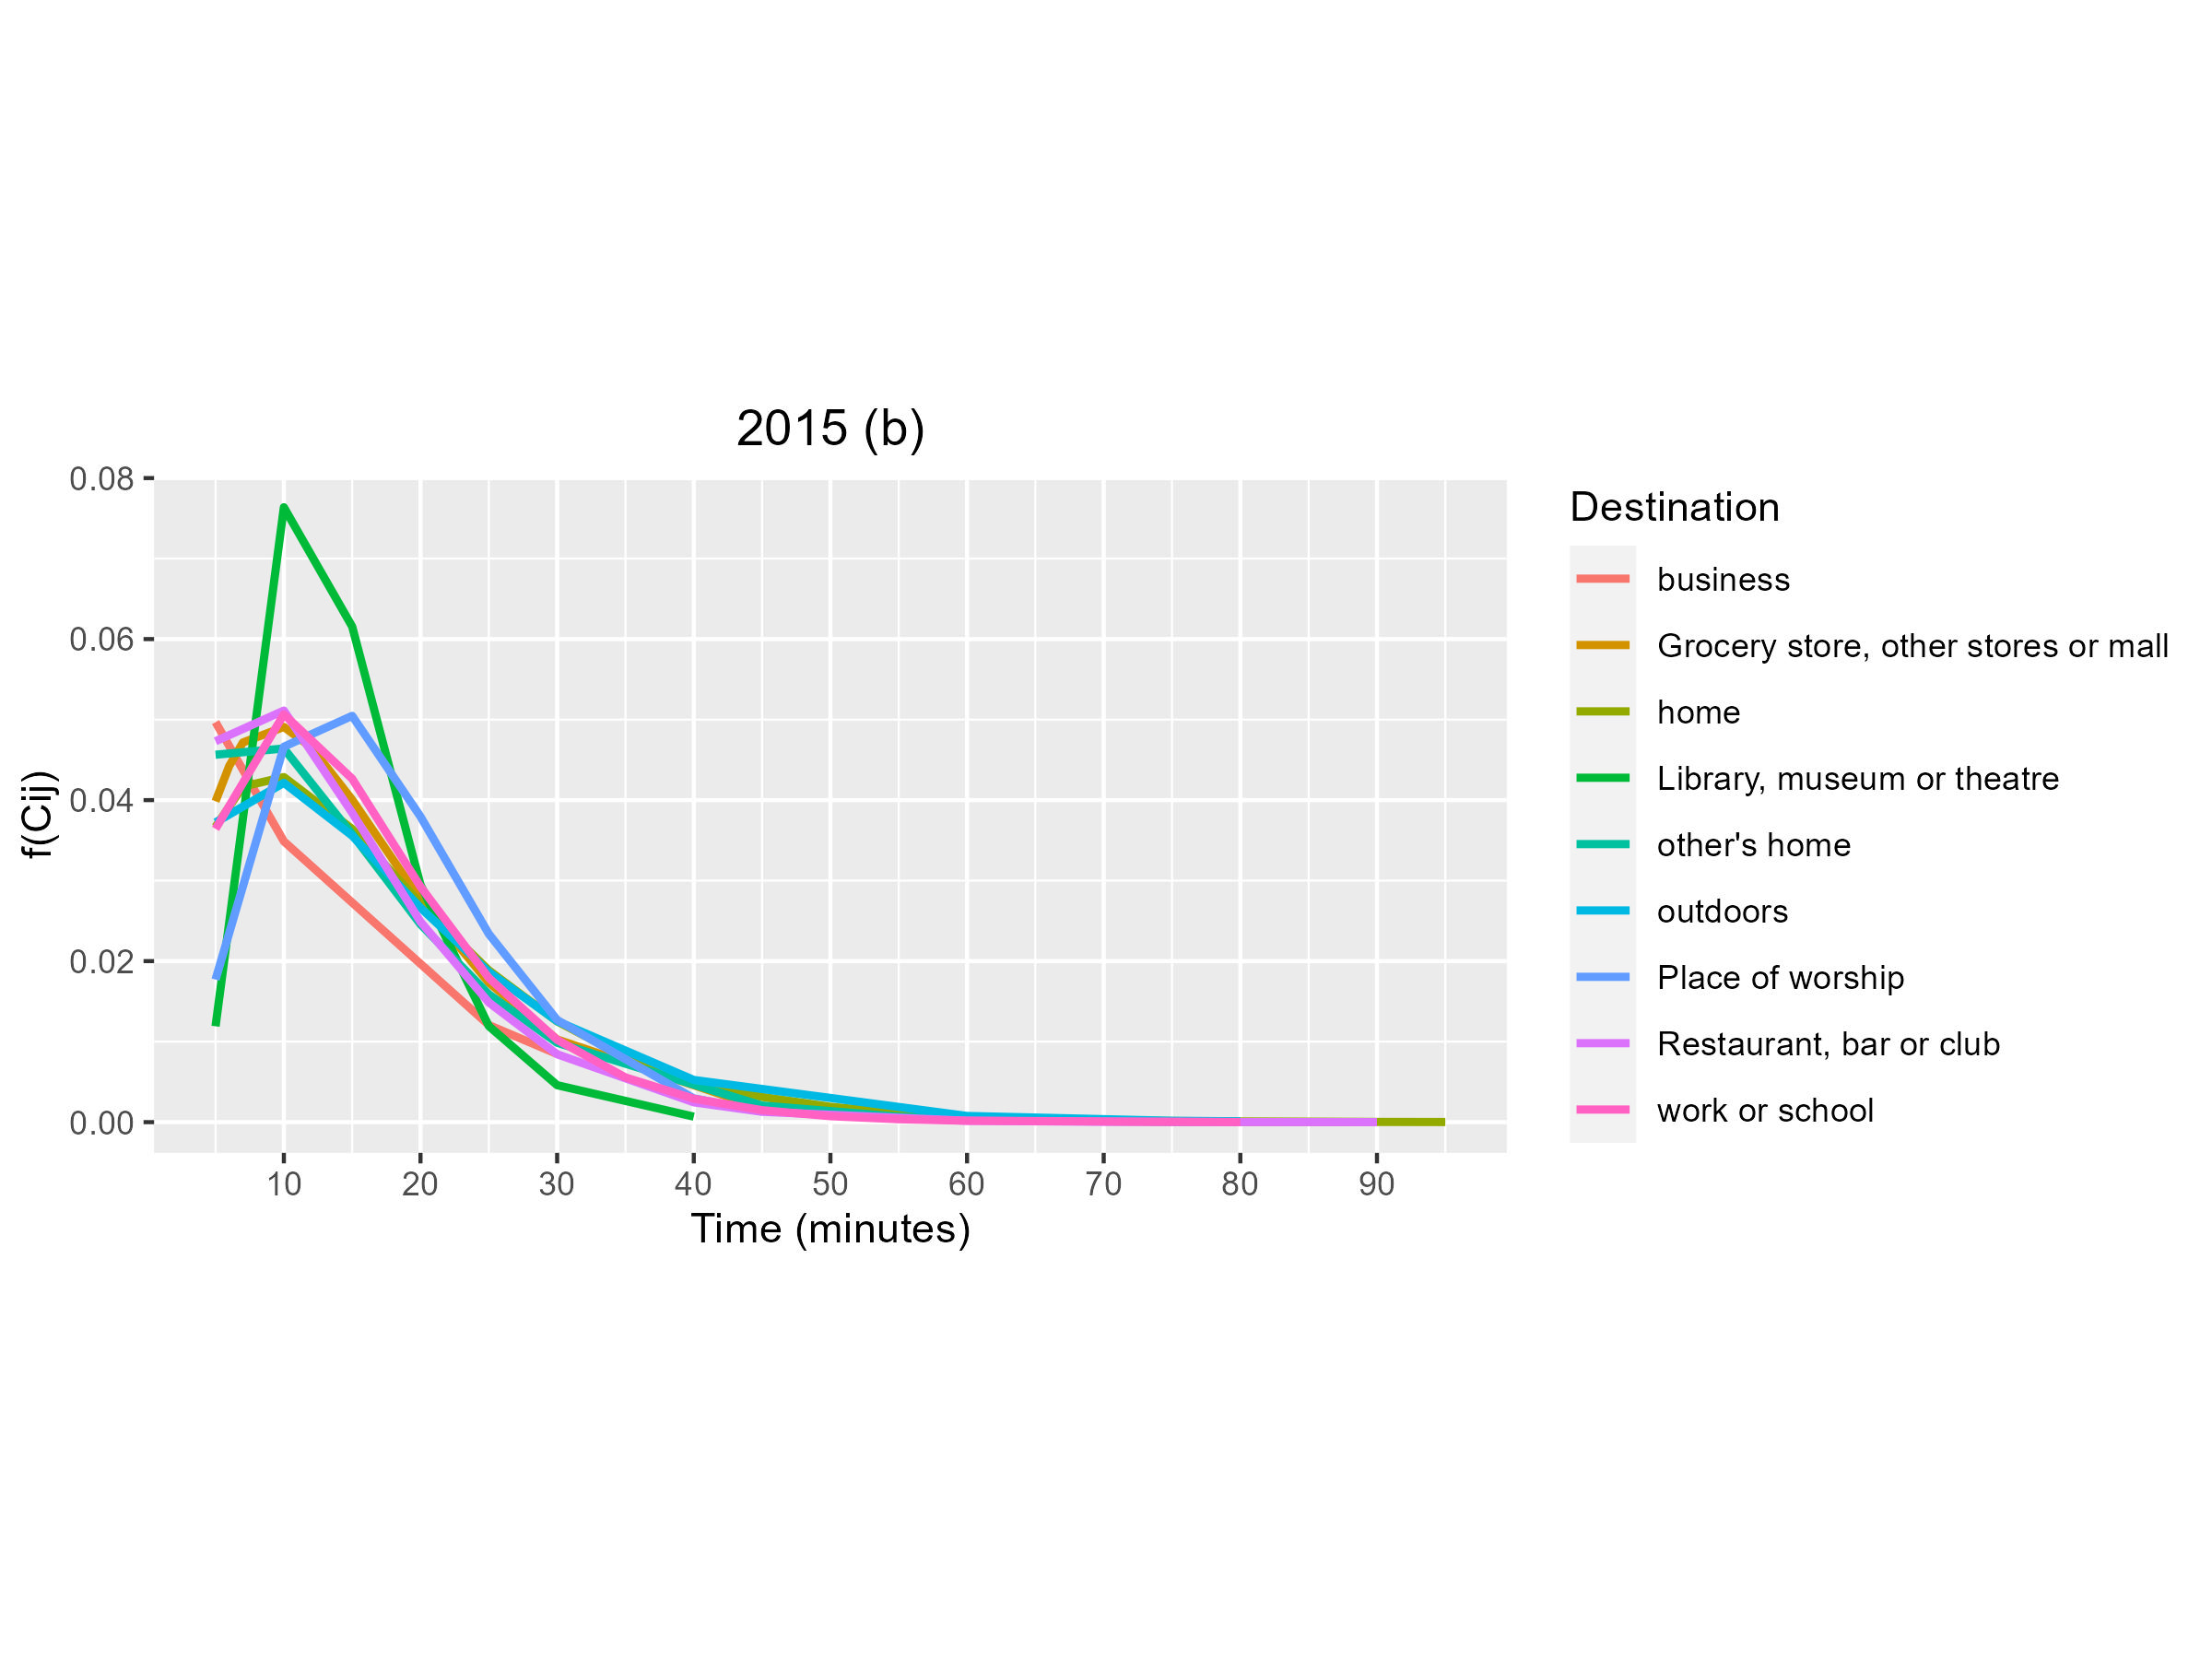 2015 (b)
0.08
0.06
0.04
0.02
0.00
f(Cij)
10 20 30 40 50 60 70 80 90
Time (minutes)
Destination
business
Grocery store, other stores or mall
home
Library, museum or theatre
other's home
outdoors
Place of worship
Restaurant, bar or club
work or school